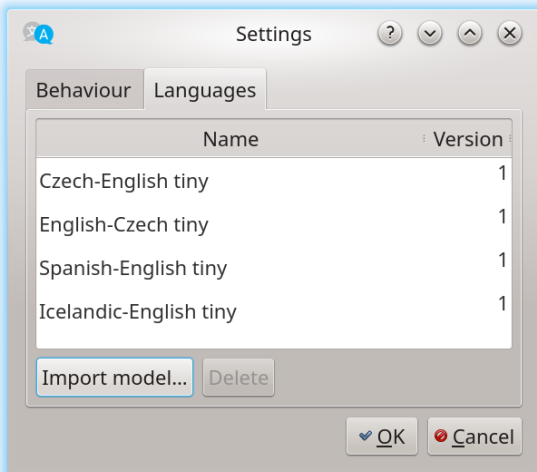 Settings
Behaviour Languages
Name Version
Czech-English tiny 1
English-Czech tiny 1
Spanish-English tiny 1
Icelandic-English tiny 1
Import model... Delete
OK Cancel